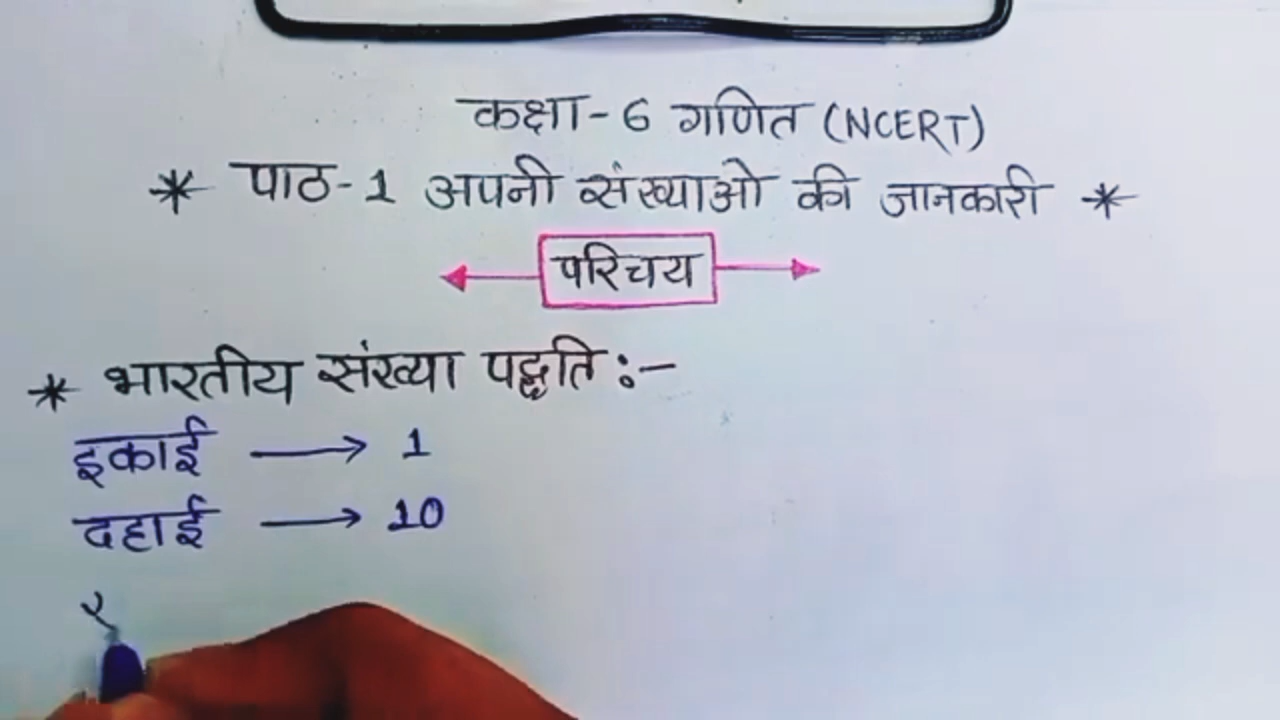 कक्षा-6 गणित (NCERT)
* पाठ-1 अपनी संख्याओ की जानकारी *
परिचय
* भारतीय संख्या पद्धति :-
इकाई → 1
दहाई → 10